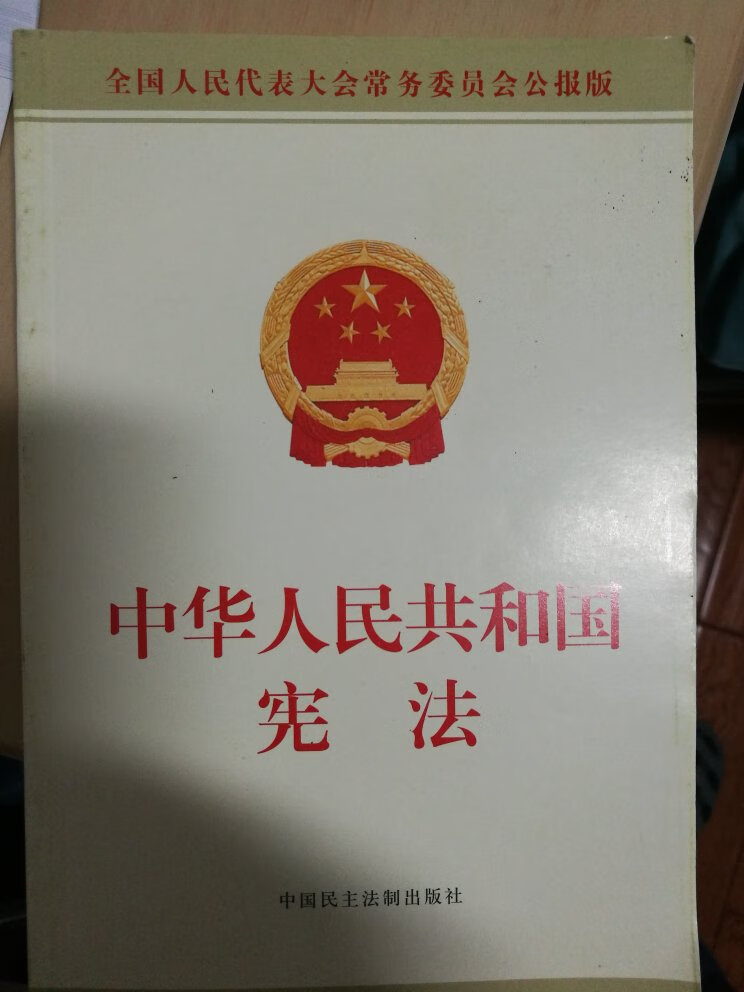 全国人民代表大会常务委员会公报版
中华人民共和国
宪法
中国民主法制出版社